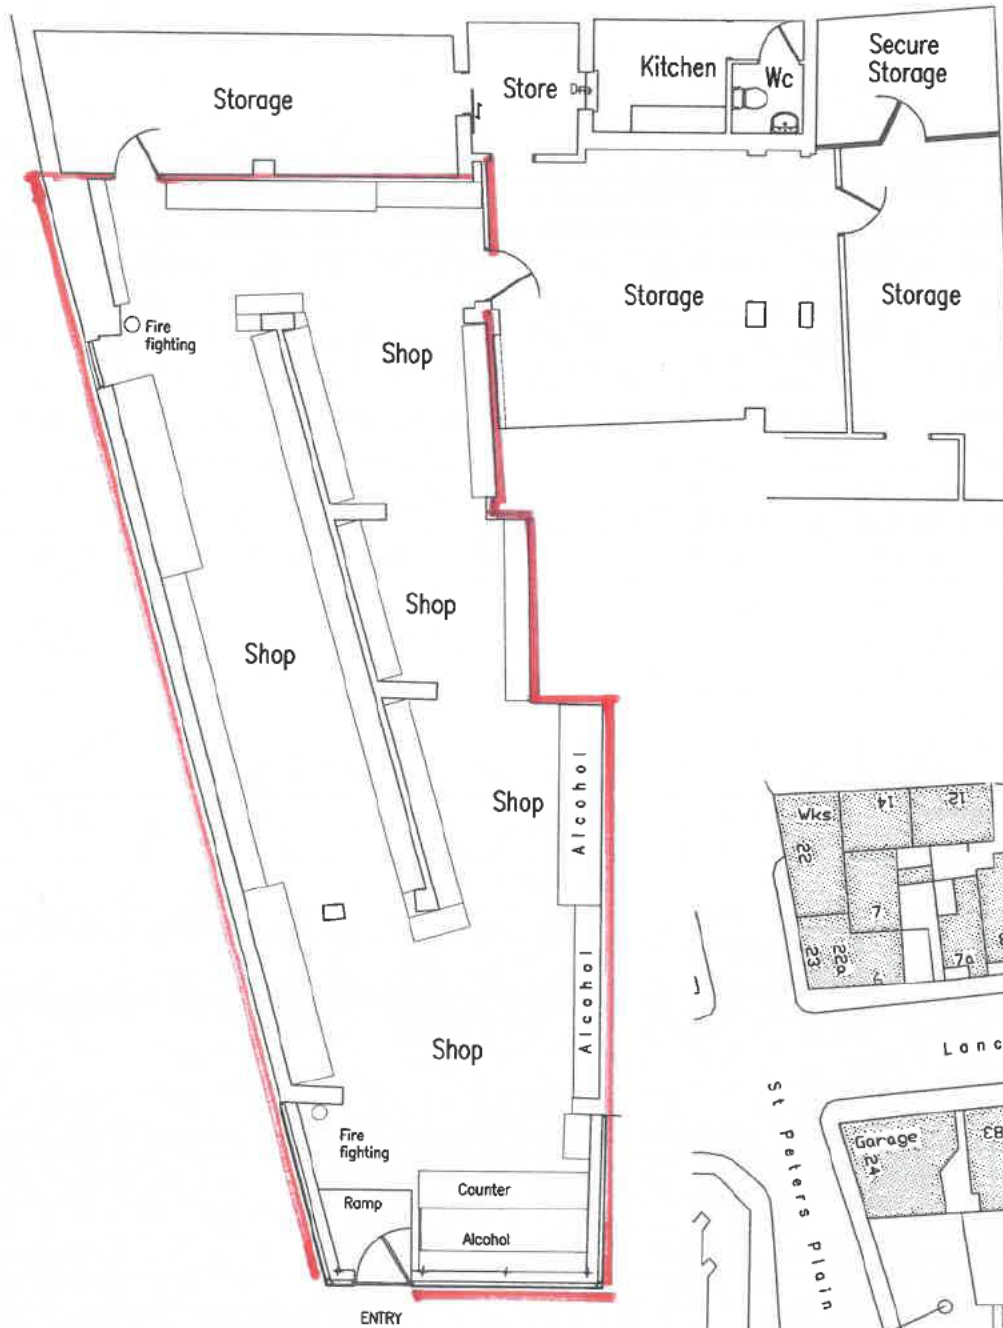 Storage
Store
Kitchen
Wc
Secure
Storage
Fire
fighting
Shop
Storage
Storage
Shop
Shop
Shop
Alcohol
Alcohol
Shop
Fire
fighting
Ramp
Counter
Alcohol
ENTRY
Wks
22
14
12
7
23
22a
7a
Lanc
St Peters Plain
Garage
24